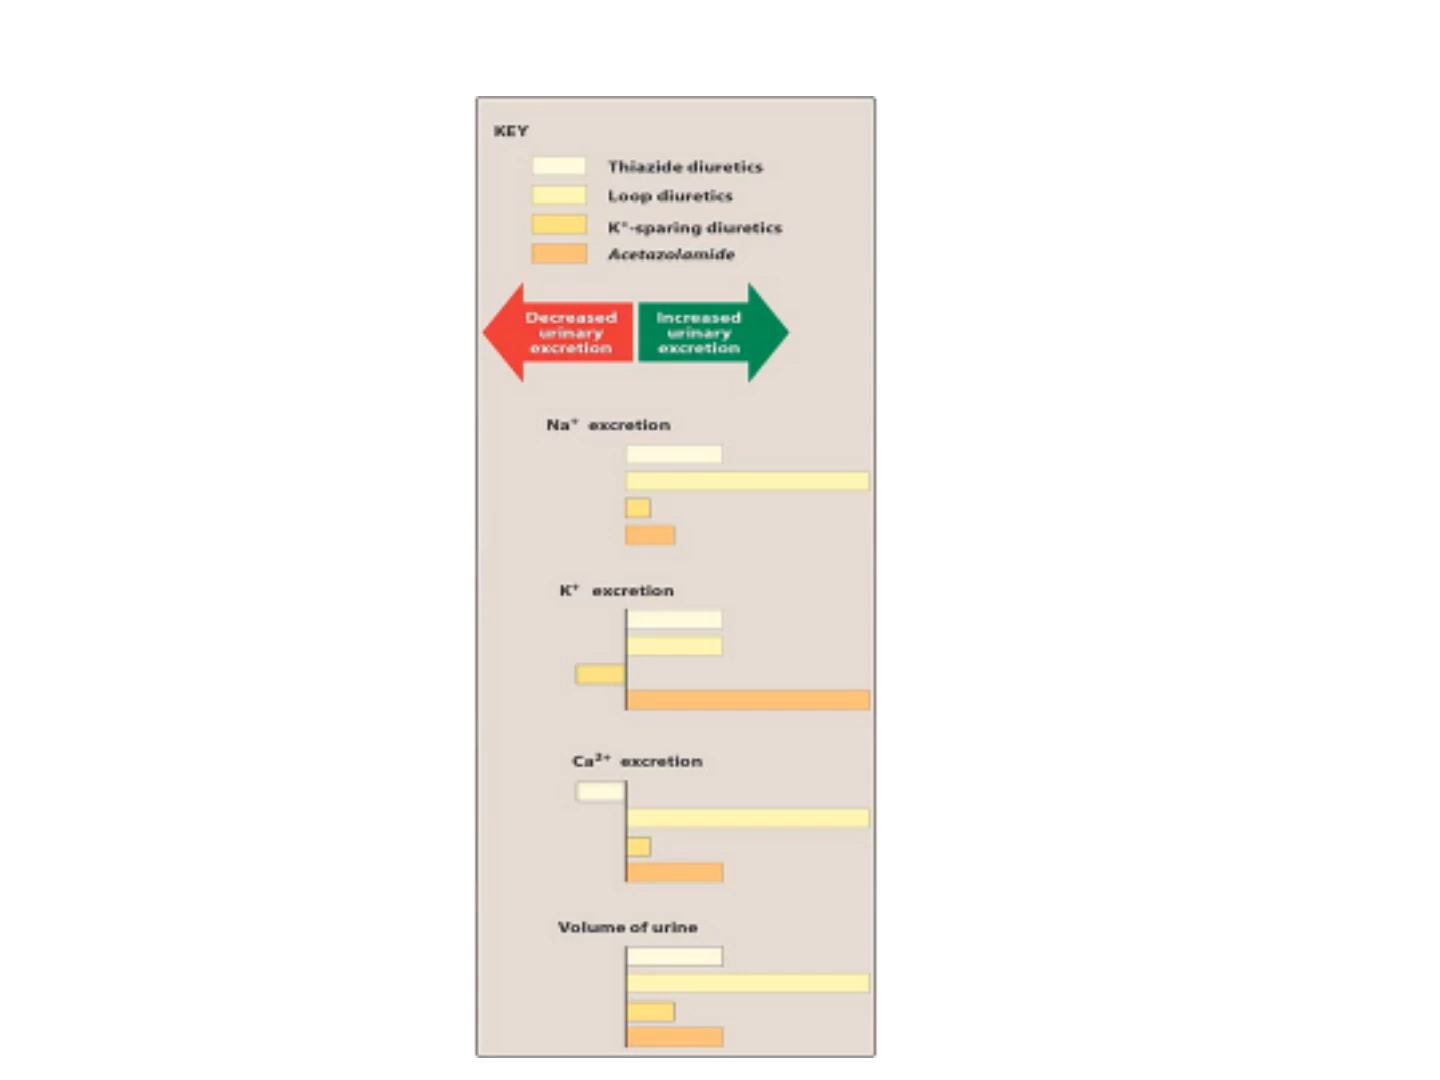 KEY
Thiazide diuretics
Loop diuretics
K⁺-sparing diuretics
Acetazolamide
Decreased
urinary
excretion
Increased
urinary
excretion
Na⁺ excretion
K⁺ excretion
Ca²⁺ excretion
Volume of urine